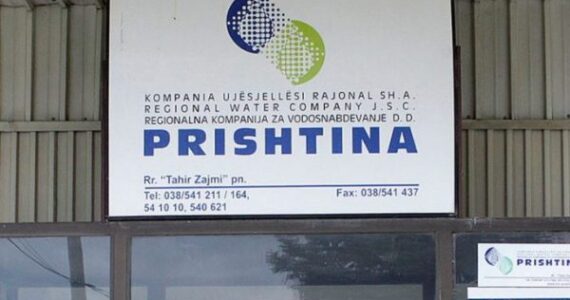 KOMPANIA UJËSJELLËSI RAJONAL SH.A.
REGIONAL WATER COMPANY J.S.C.
REGIONALNA KOMPANIJA ZA VODOSNABDEVANJE D.D.
PRISHTINA
Rr. "Tahir Zajmi" pn.
Tel: 038/541 211 / 164, Fax: 038/541 437
54 10 10, 540 621
PRISHTINA